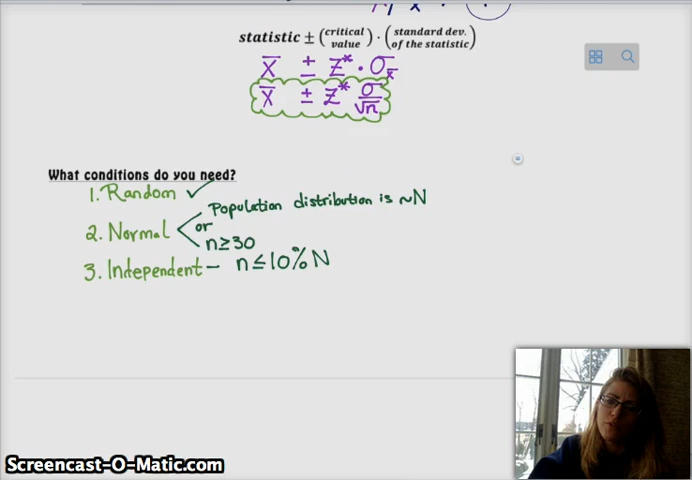 statistic ± (critical value) · (standard dev. of the statistic)
x̄ ± z* · σx̄
x̄ ± z* σ/√n
What conditions do you need?
1. Random ✓
Population distribution is ~N
2. Normal < or
n≥30
3. Independent – n ≤ 10% N
Screencast-O-Matic.com